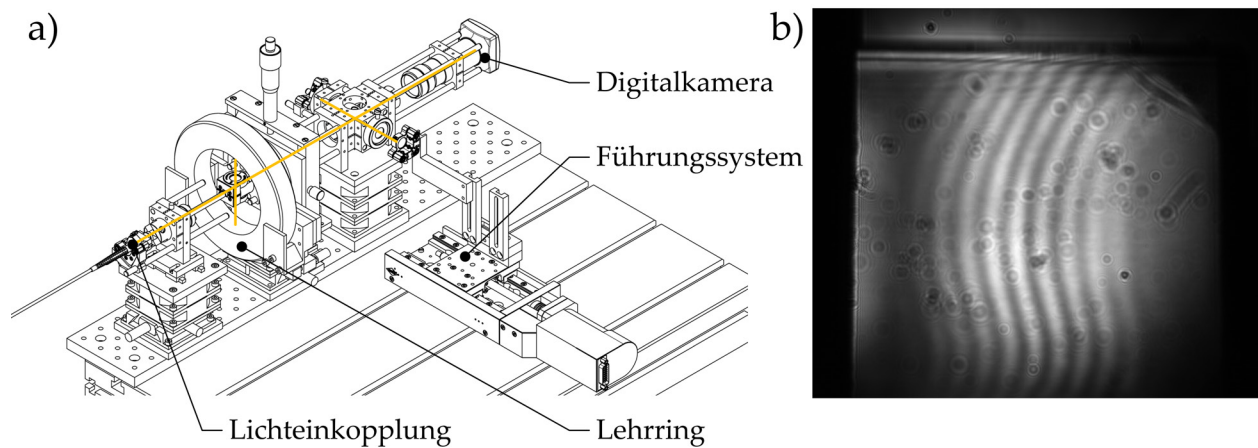 a)
b)
Digitalkamera
Führungssystem
Lichteinkopplung
Lehrring